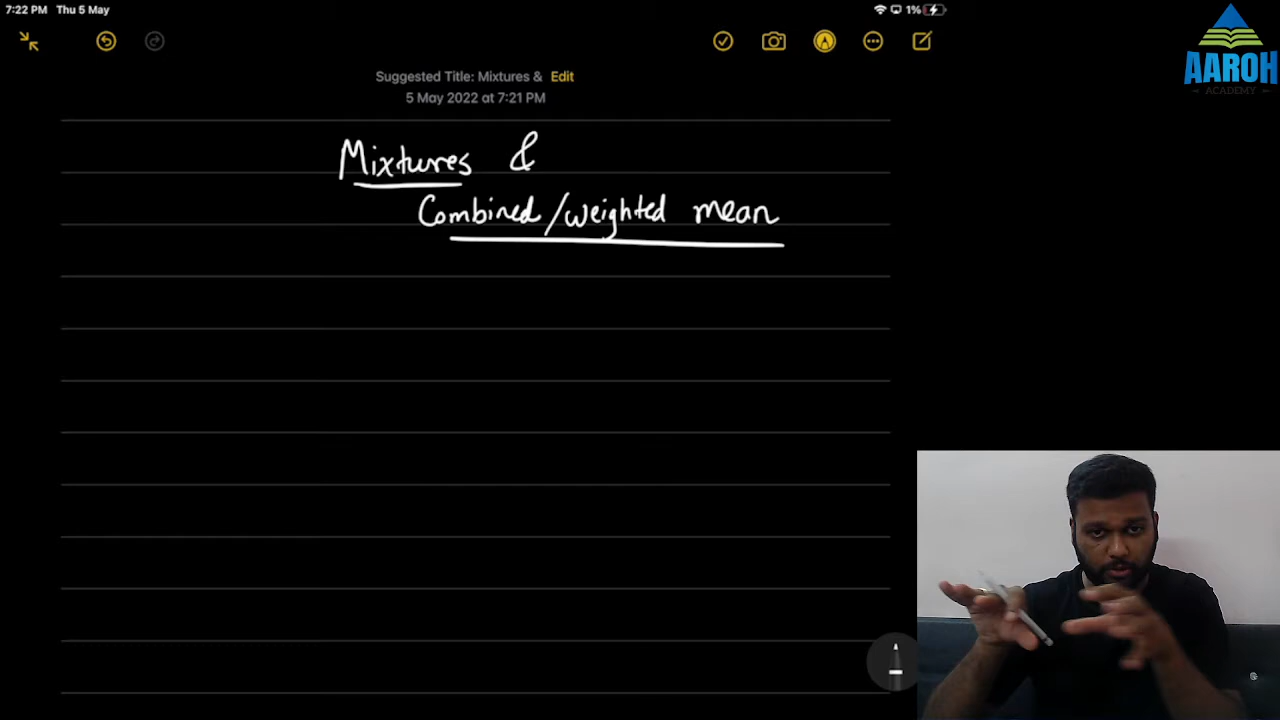 7:22 PM Thu 5 May
1%
AAROH
ACADEMY
Suggested Title: Mixtures & Edit
5 May 2022 at 7:21 PM
Mixtures &
Combined/weighted mean